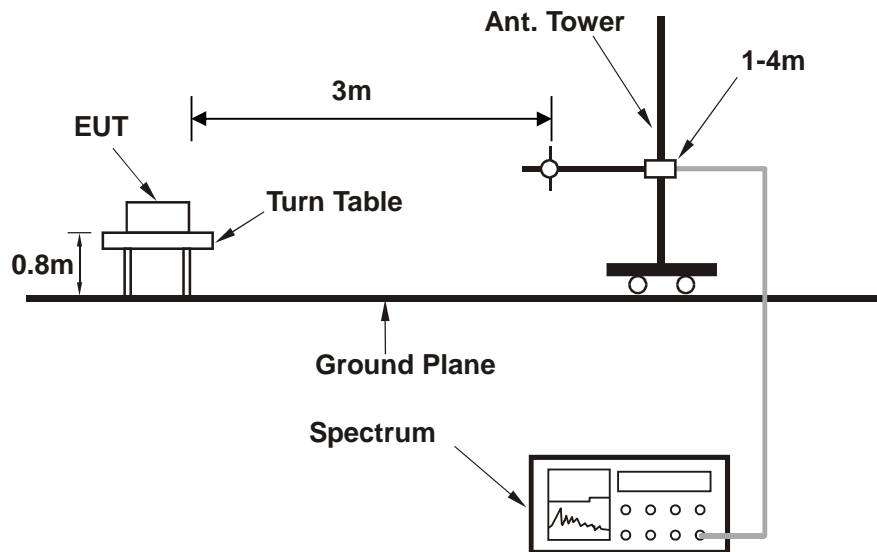 Ant. Tower
1-4m
3m
EUT
Turn Table
0.8m
Ground Plane
Spectrum